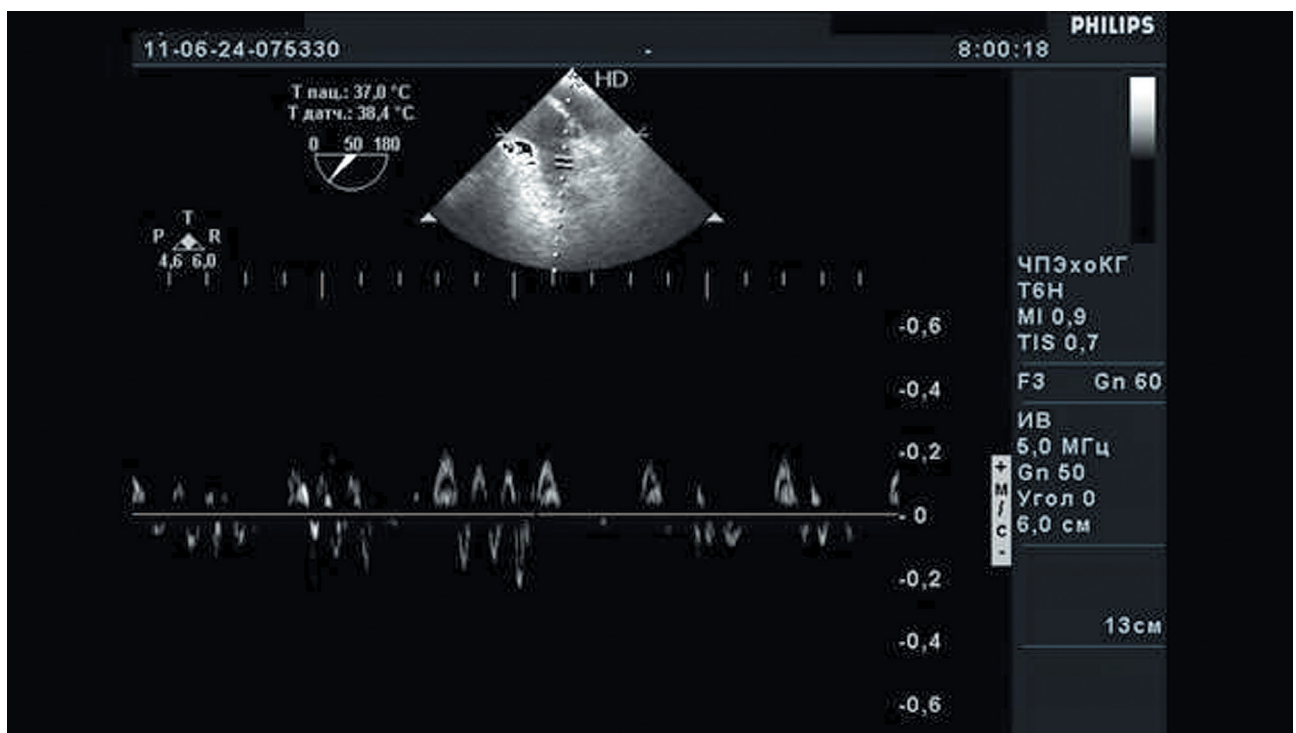 PHILIPS
11-06-24-075330 - 8:00:18
HD
Т пац.: 37,0 °C
Т датч.: 38,4 °C
0 50 180
T
P R
4,6 6,0
ЧПЭхоКГ
T6H
MI 0,9
TIS 0,7
F3 Gn 60
ИВ
5,0 МГц
Gn 50
Угол 0
6,0 см
13см
-0,6
-0,4
-0,2
- 0
-0,2
-0,4
-0,6
+ м/с -